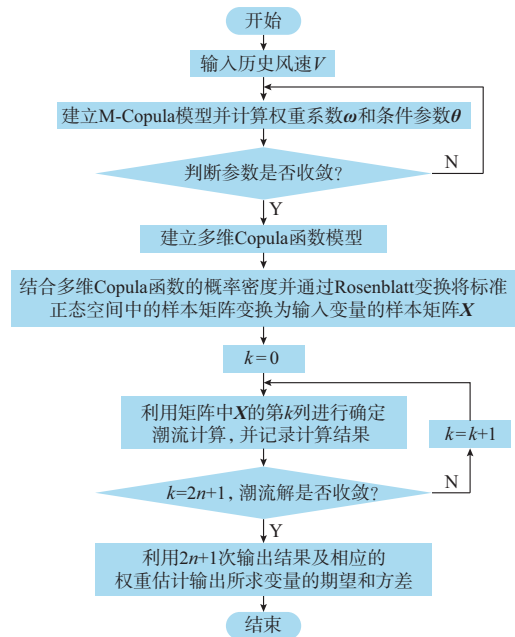 开始
输入历史风速V
建立M-Copula模型并计算权重系数ω和条件参数θ
判断参数是否收敛?
N
Y
建立多维Copula函数模型
结合多维Copula函数的概率密度并通过Rosenblatt变换将标准
正态空间中的样本矩阵变换为输入变量的样本矩阵X
k=0
利用矩阵中X的第k列进行确定
潮流计算,并记录计算结果
k=k+1
k=2n+1,潮流解是否收敛?
N
Y
利用2n+1次输出结果及相应的
权重估计输出所求变量的期望和方差
结束